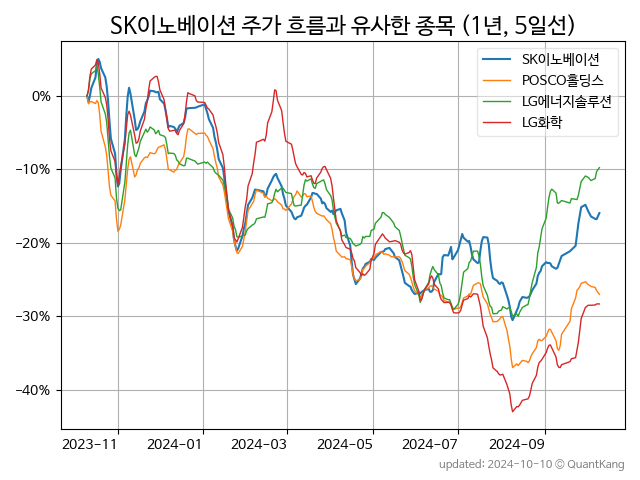 SK이노베이션 주가 흐름과 유사한 종목 (1년, 5일선)
SK이노베이션
POSCO홀딩스
LG에너지솔루션
LG화학
0%
−10%
−20%
−30%
−40%
2023-11 2024-01 2024-03 2024-05 2024-07 2024-09
updated: 2024-10-10 © QuantKang